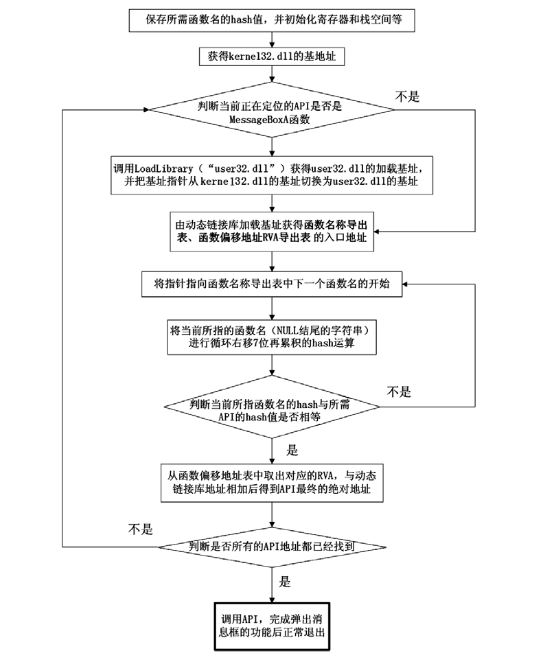 保存所需函数名的hash值，并初始化寄存器和栈空间等
获得kernel32.dll的基地址
判断当前正在定位的API是否是
MessageBoxA函数
不是
调用LoadLibrary（“user32.dll”）获得user32.dll的加载基址，
并把基址指针从kernel32.dll的基址切换为user32.dll的基址
由动态链接库加载基址获得函数名称导出
表、函数偏移地址RVA导出表 的入口地址
将指针指向函数名称导出表中下一个函数名的开始
将当前所指的函数名（NULL结尾的字符串）
进行循环右移7位再累积的hash运算
判断当前所指函数名的hash与所需
API的hash值是否相等
不是
是
从函数偏移地址表中取出对应的RVA，与动态
链接库地址相加后得到API最终的绝对地址
不是
判断是否所有的API地址都已经找到
是
调用API，完成弹出消
息框的功能后正常退出